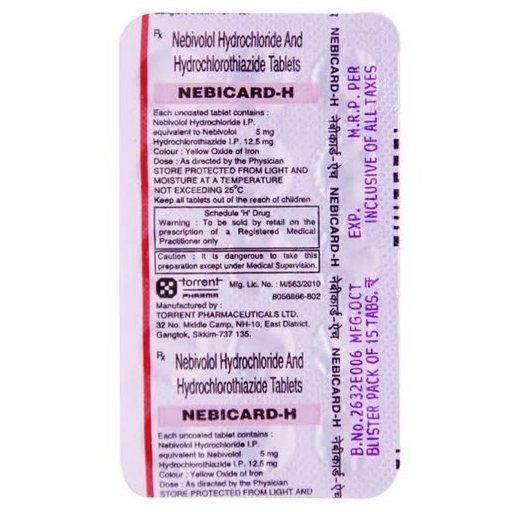 Rx Nebivolol Hydrochloride And
Hydrochlorothiazide Tablets
NEBICARD-H
Each uncoated tablet contains :
Nebivolol Hydrochloride I.P.
equivalent to Nebivolol 5 mg
Hydrochlorothiazide I.P. 12.5 mg
Colour : Yellow Oxide of Iron
Dose : As directed by the Physician
STORE PROTECTED FROM LIGHT AND
MOISTURE AT A TEMPERATURE
NOT EXCEEDING 25°C
Keep all tablets out of the reach of children
Schedule 'H' Drug
Warning : To be sold by retail on the
prescription of a Registered Medical
Practitioner only
Caution : It is dangerous to take this
preparation except under Medical Supervision.
torrent
PHARMA
Mfg. Lic. No. : M/563/2010
8056866-802
Manufactured by :
TORRENT PHARMACEUTICALS LTD.
32 No. Middle Camp, NH-10, East District,
Gangtok, Sikkim-737 135.
Rx Nebivolol Hydrochloride And
Hydrochlorothiazide Tablets
NEBICARD-H
Each uncoated tablet contains :
Nebivolol Hydrochloride I.P.
equivalent to Nebivolol 5 mg
Hydrochlorothiazide I.P. 12.5 mg
Colour : Yellow Oxide of Iron
Dose : As directed by the Physician
STORE PROTECTED FROM LIGHT AND
NEBICARD-H नेबीकार्ड-एच NEBICARD-H नेबीकार्ड-एच NEBICARD-H नेबीकार्ड-एच
B.No.2632E006 MFG.OCT EXP. M.R.P. PER
BLISTER PACK OF 15 TABS. ₹ INCLUSIVE OF ALL TAXES